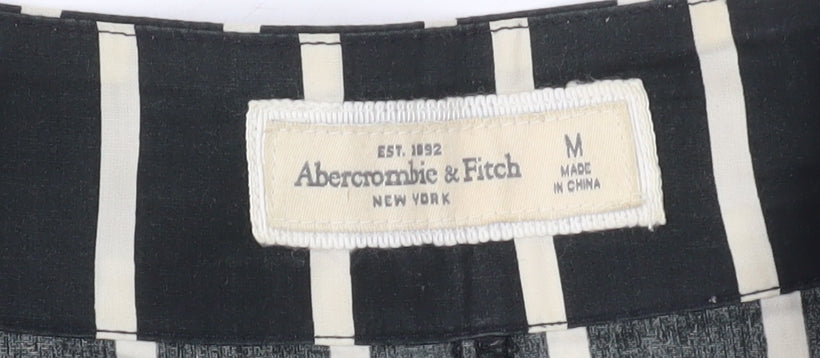 EST. 1892
Abercrombie & Fitch
NEW YORK
M
MADE
IN CHINA